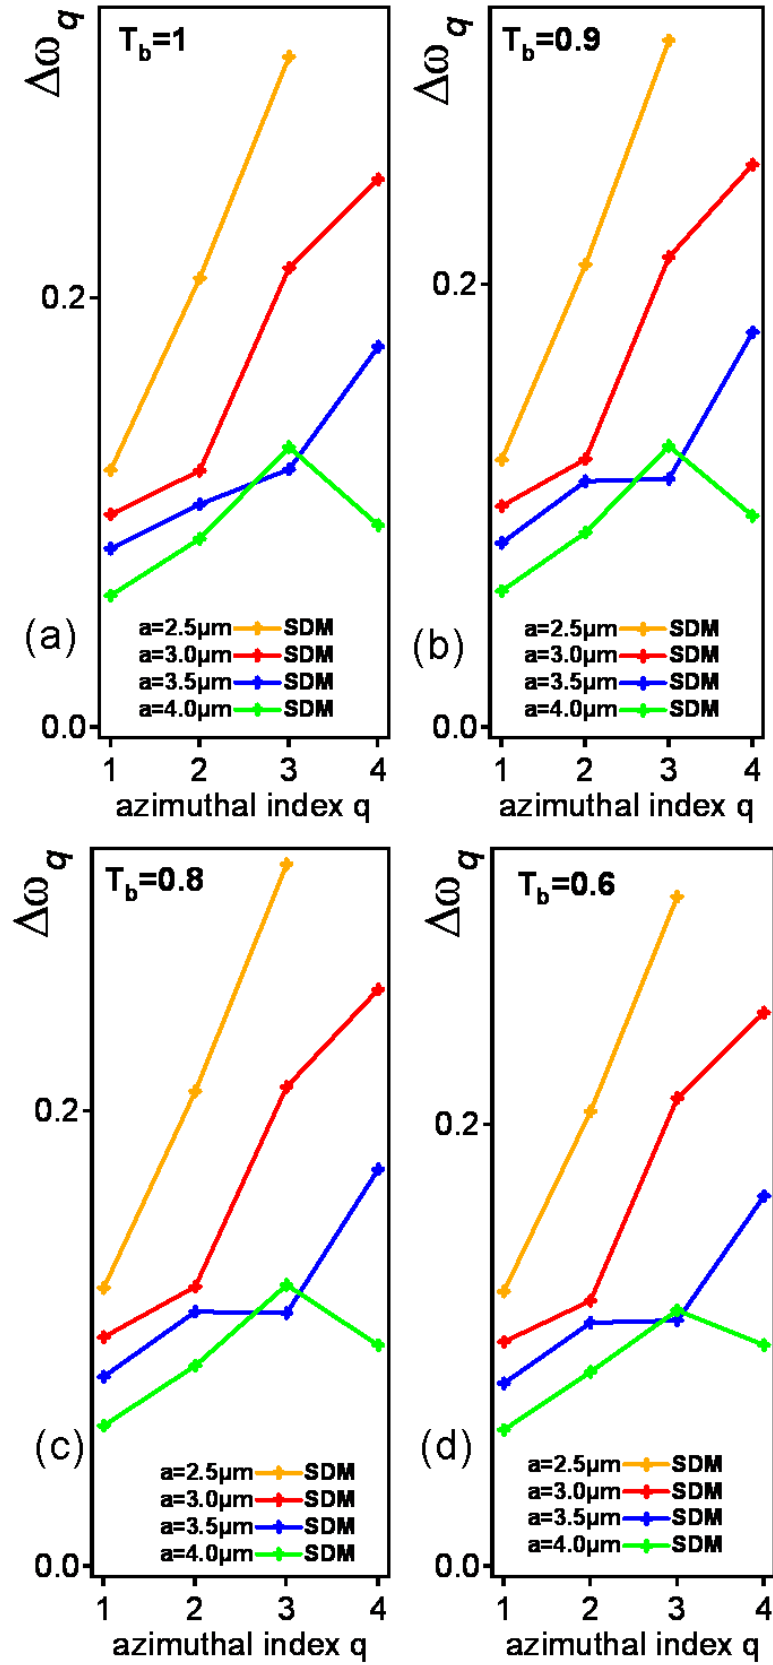 Δω_q
T_b=1
0.2
(a)
a=2.5μm SDM
a=3.0μm SDM
a=3.5μm SDM
a=4.0μm SDM
0.0
1 2 3 4
azimuthal index q
Δω_q
T_b=0.9
0.2
(b)
a=2.5μm SDM
a=3.0μm SDM
a=3.5μm SDM
a=4.0μm SDM
0.0
1 2 3 4
azimuthal index q
Δω_q
T_b=0.8
0.2
(c)
a=2.5μm SDM
a=3.0μm SDM
a=3.5μm SDM
a=4.0μm SDM
0.0
1 2 3 4
azimuthal index q
Δω_q
T_b=0.6
0.2
(d)
a=2.5μm SDM
a=3.0μm SDM
a=3.5μm SDM
a=4.0μm SDM
0.0
1 2 3 4
azimuthal index q